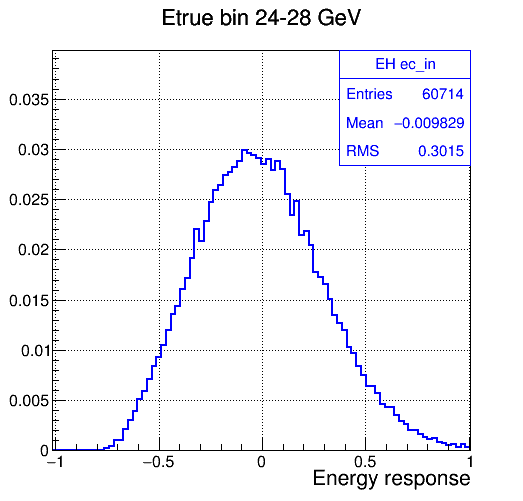 Etrue bin 24-28 GeV
EH ec_in
Entries 60714
Mean −0.009829
RMS 0.3015
0.035
0.03
0.025
0.02
0.015
0.01
0.005
0
−1 −0.5 0 0.5 1
Energy response